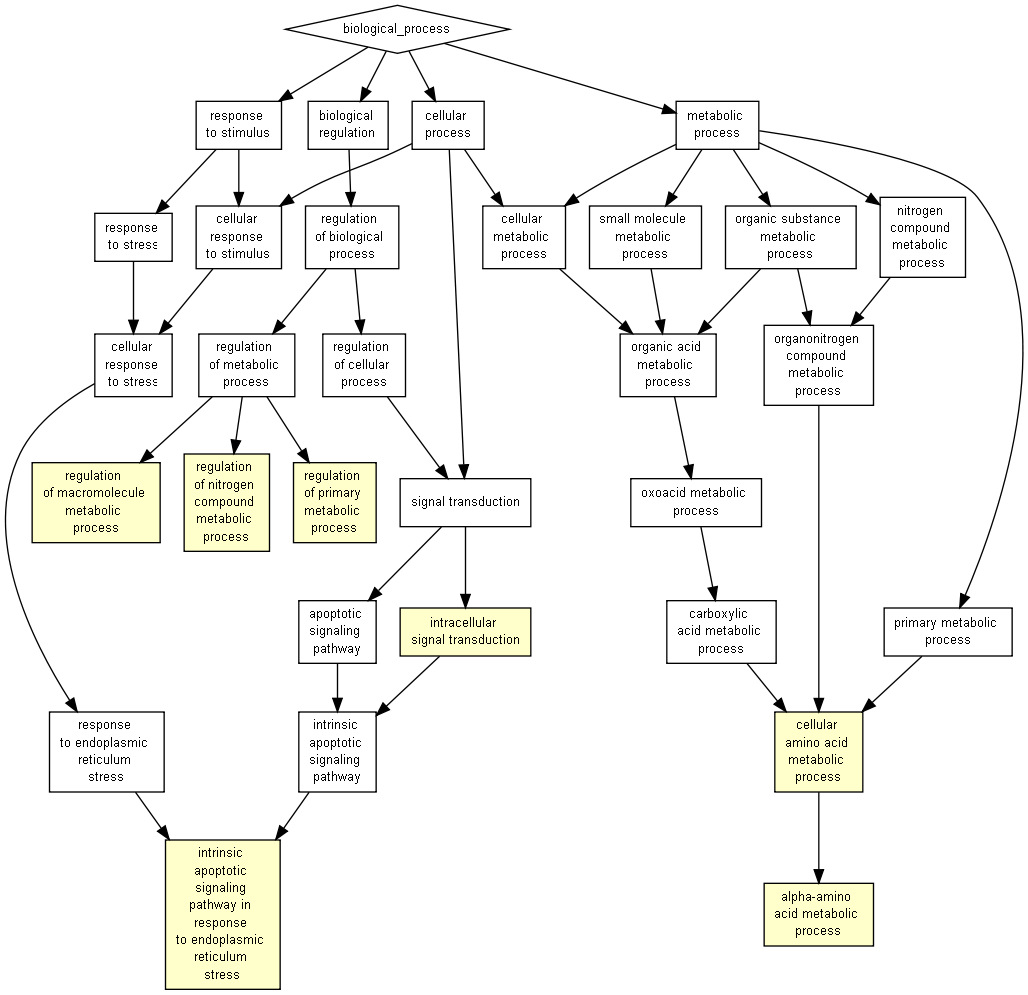 biological_process
response
to stimulus
biological
regulation
cellular
process
metabolic
process
response
to stress
cellular
response
to stimulus
regulation
of biological
process
cellular
metabolic
process
small molecule
metabolic
process
organic substance
metabolic
process
nitrogen
compound
metabolic
process
cellular
response
to stress
regulation
of metabolic
process
regulation
of cellular
process
organic acid
metabolic
process
organonitrogen
compound
metabolic
process
regulation
of macromolecule
metabolic
process
regulation
of nitrogen
compound
metabolic
process
regulation
of primary
metabolic
process
signal transduction
oxoacid metabolic
process
apoptotic
signaling
pathway
intracellular
signal transduction
carboxylic
acid metabolic
process
primary metabolic
process
response
to endoplasmic
reticulum
stress
intrinsic
apoptotic
signaling
pathway
cellular
amino acid
metabolic
process
intrinsic
apoptotic
signaling
pathway in
response
to endoplasmic
reticulum
stress
alpha-amino
acid metabolic
process